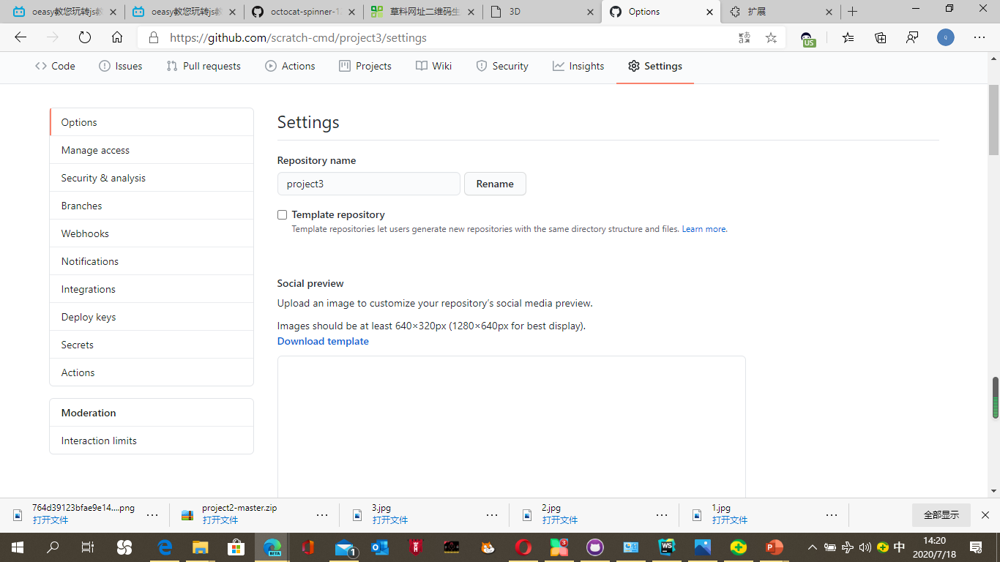 oeasy教您玩转js教
oeasy教您玩转js教
octocat-spinner-12
草料网址二维码生
3D
Options
扩展
https://github.com/scratch-cmd/project3/settings
US
Q
Code
Issues
Pull requests
Actions
Projects
Wiki
Security
Insights
Settings
Options
Manage access
Security & analysis
Branches
Webhooks
Notifications
Integrations
Deploy keys
Secrets
Actions
Moderation
Interaction limits
Settings
Repository name
project3
Rename
Template repository
Template repositories let users generate new repositories with the same directory structure and files. Learn more.
Social preview
Upload an image to customize your repository's social media preview.
Images should be at least 640×320px (1280×640px for best display).
Download template
764d39123bfae9e14....png
打开文件
project2-master.zip
打开文件
3.jpg
打开文件
2.jpg
打开文件
1.jpg
打开文件
全部显示
BETA
1
3
WS
中
14:20
2020/7/18